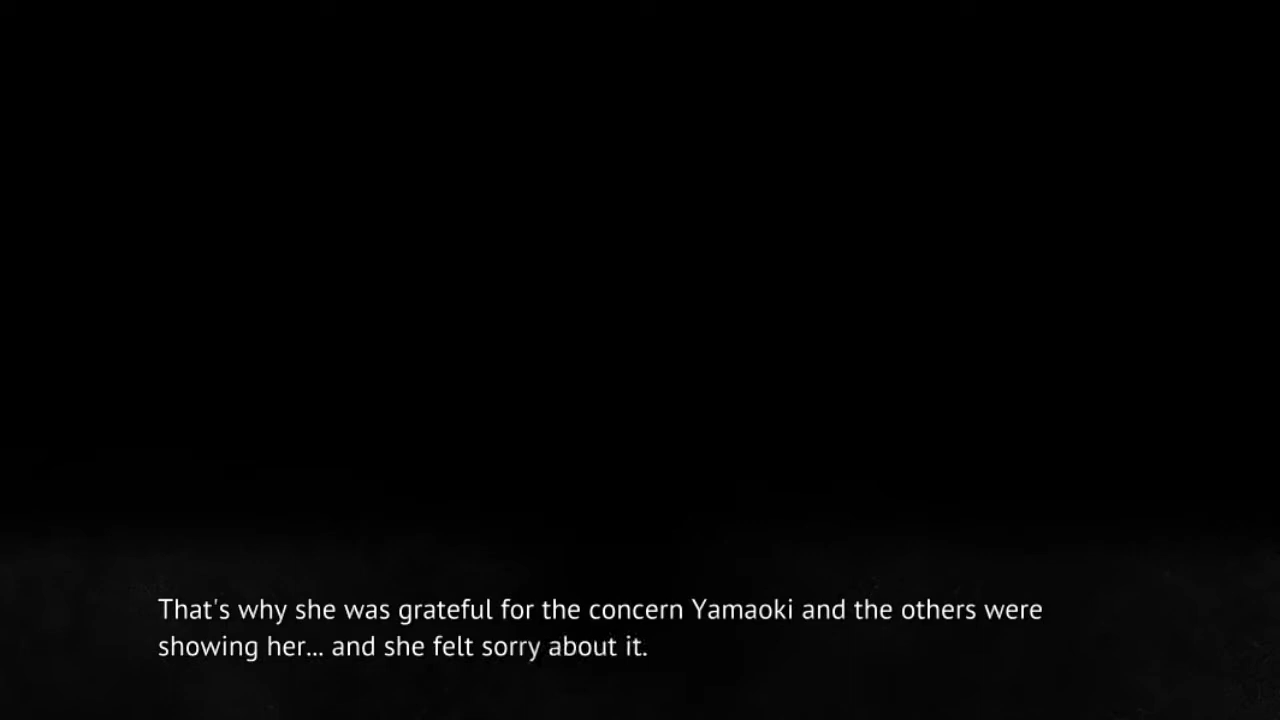 That's why she was grateful for the concern Yamaoki and the others were
showing her... and she felt sorry about it.